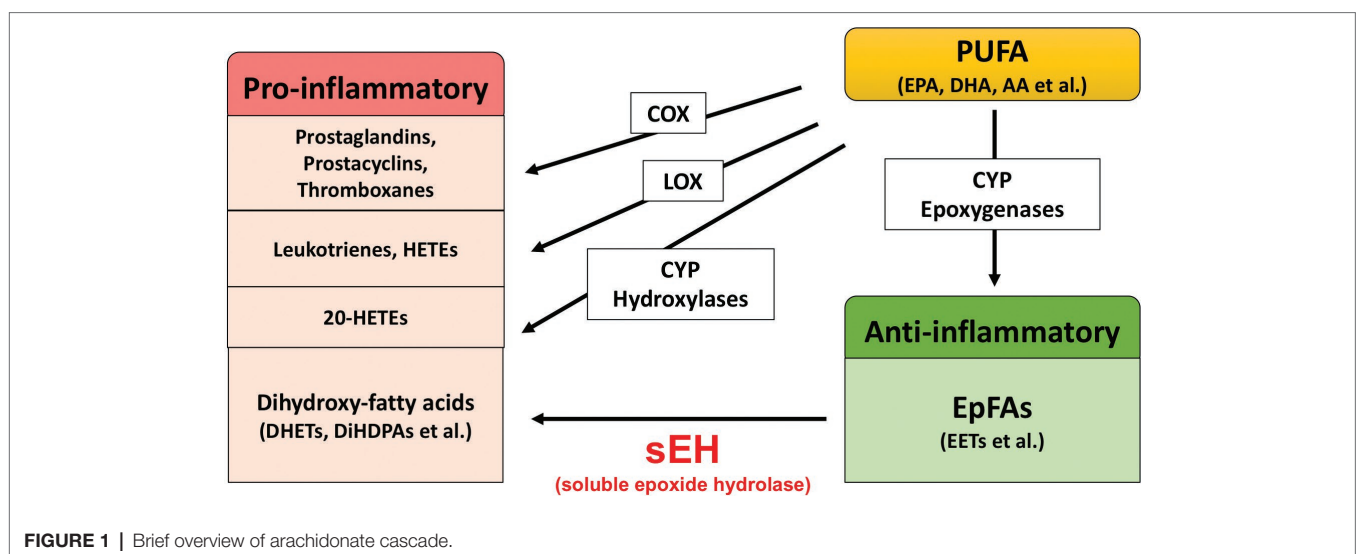 Pro-inflammatory
Prostaglandins,
Prostacyclins,
Thromboxanes
Leukotrienes, HETEs
20-HETEs
Dihydroxy-fatty acids
(DHETs, DiHDPAs et al.)
COX
LOX
CYP
Hydroxylases
PUFA
(EPA, DHA, AA et al.)
CYP
Epoxygenases
Anti-inflammatory
EpFAs
(EETs et al.)
sEH
(soluble epoxide hydrolase)
FIGURE 1 | Brief overview of arachidonate cascade.